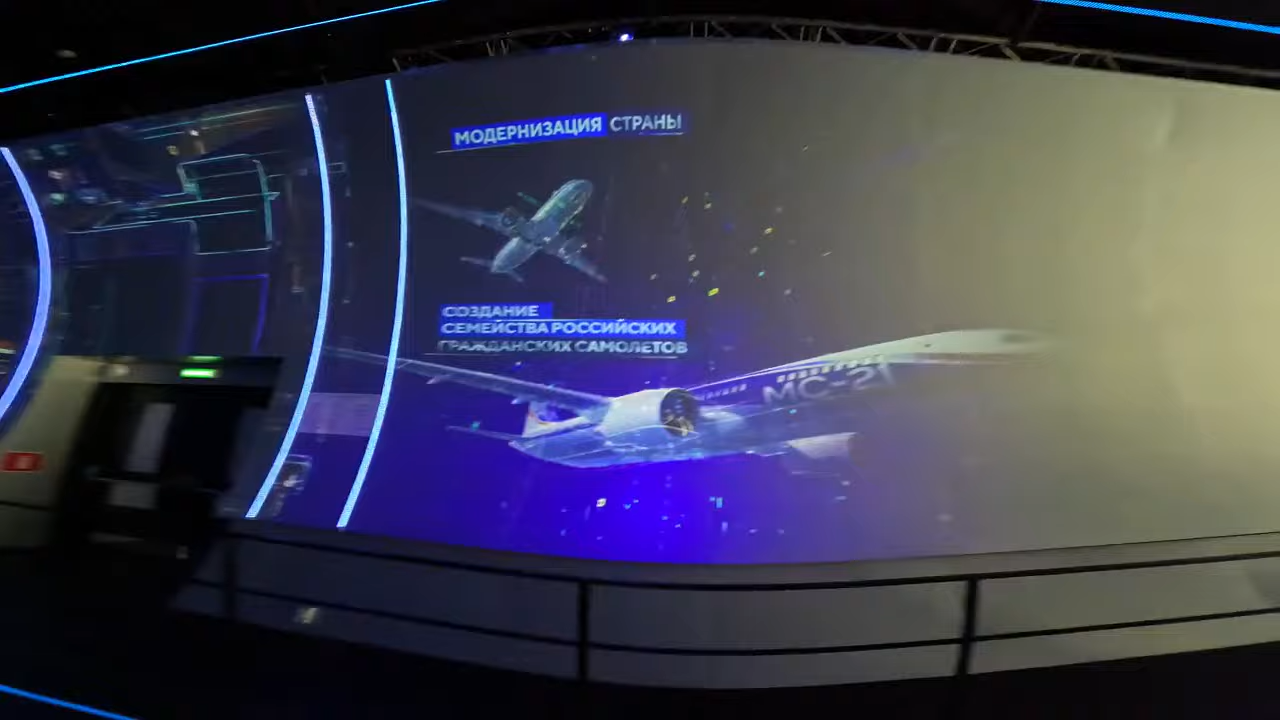 МОДЕРНИЗАЦИЯ СТРАНЫ
СОЗДАНИЕ
СЕМЕЙСТВА РОССИЙСКИХ
ГРАЖДАНСКИХ САМОЛЕТОВ
МС-21